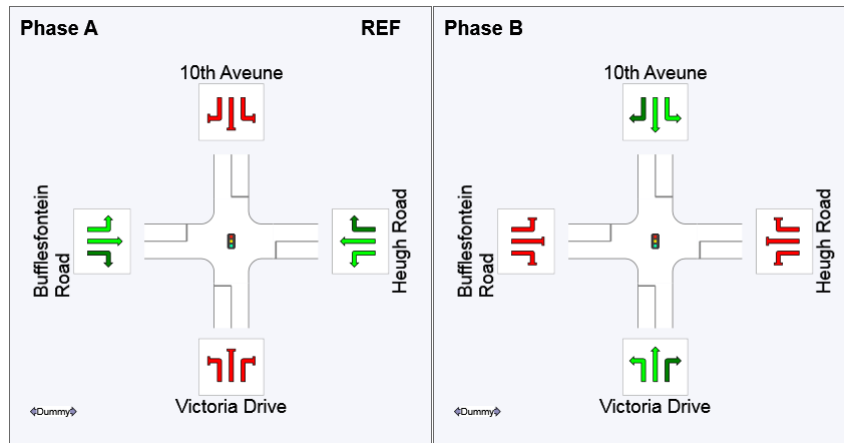 Phase A
REF
10th Aveune
Bufflesfontein
Road
Heugh Road
Victoria Drive
Dummy
Phase B
10th Aveune
Bufflesfontein
Road
Heugh Road
Victoria Drive
Dummy